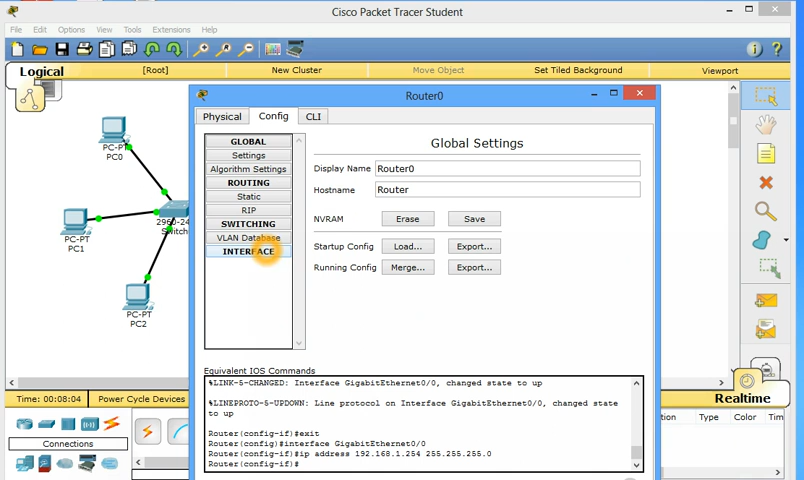 Cisco Packet Tracer Student
File Edit View Tools Extensions Help
Logical [Root] New Cluster Move Object Set Tiled Background Viewport
Router0
Physical Config CLI
GLOBAL
Settings
Algorithm Settings
ROUTING
Static
RIP
SWITCHING
VLAN Database
INTERFACE
Global Settings
Display Name Router0
Hostname Router
NVRAM Erase Save
Startup Config Load... Export...
Running Config Merge... Export...
Equivalent IOS Commands
%LINK-5-CHANGED: Interface GigabitEthernet0/0, changed state to up
%LINEPROTO-5-UPDOWN: Line protocol on Interface GigabitEthernet0/0, changed state
to up
Router(config-if)#exit
Router(config)#interface GigabitEthernet0/0
Router(config-if)#ip address 192.168.1.254 255.255.255.0
Router(config-if)#
PC-PT
PC0
PC-PT
PC1
PC-PT
PC2
2960-24
Switch
Time: 00:08:04 Power Cycle Devices
Realtime
Connections
Type Color